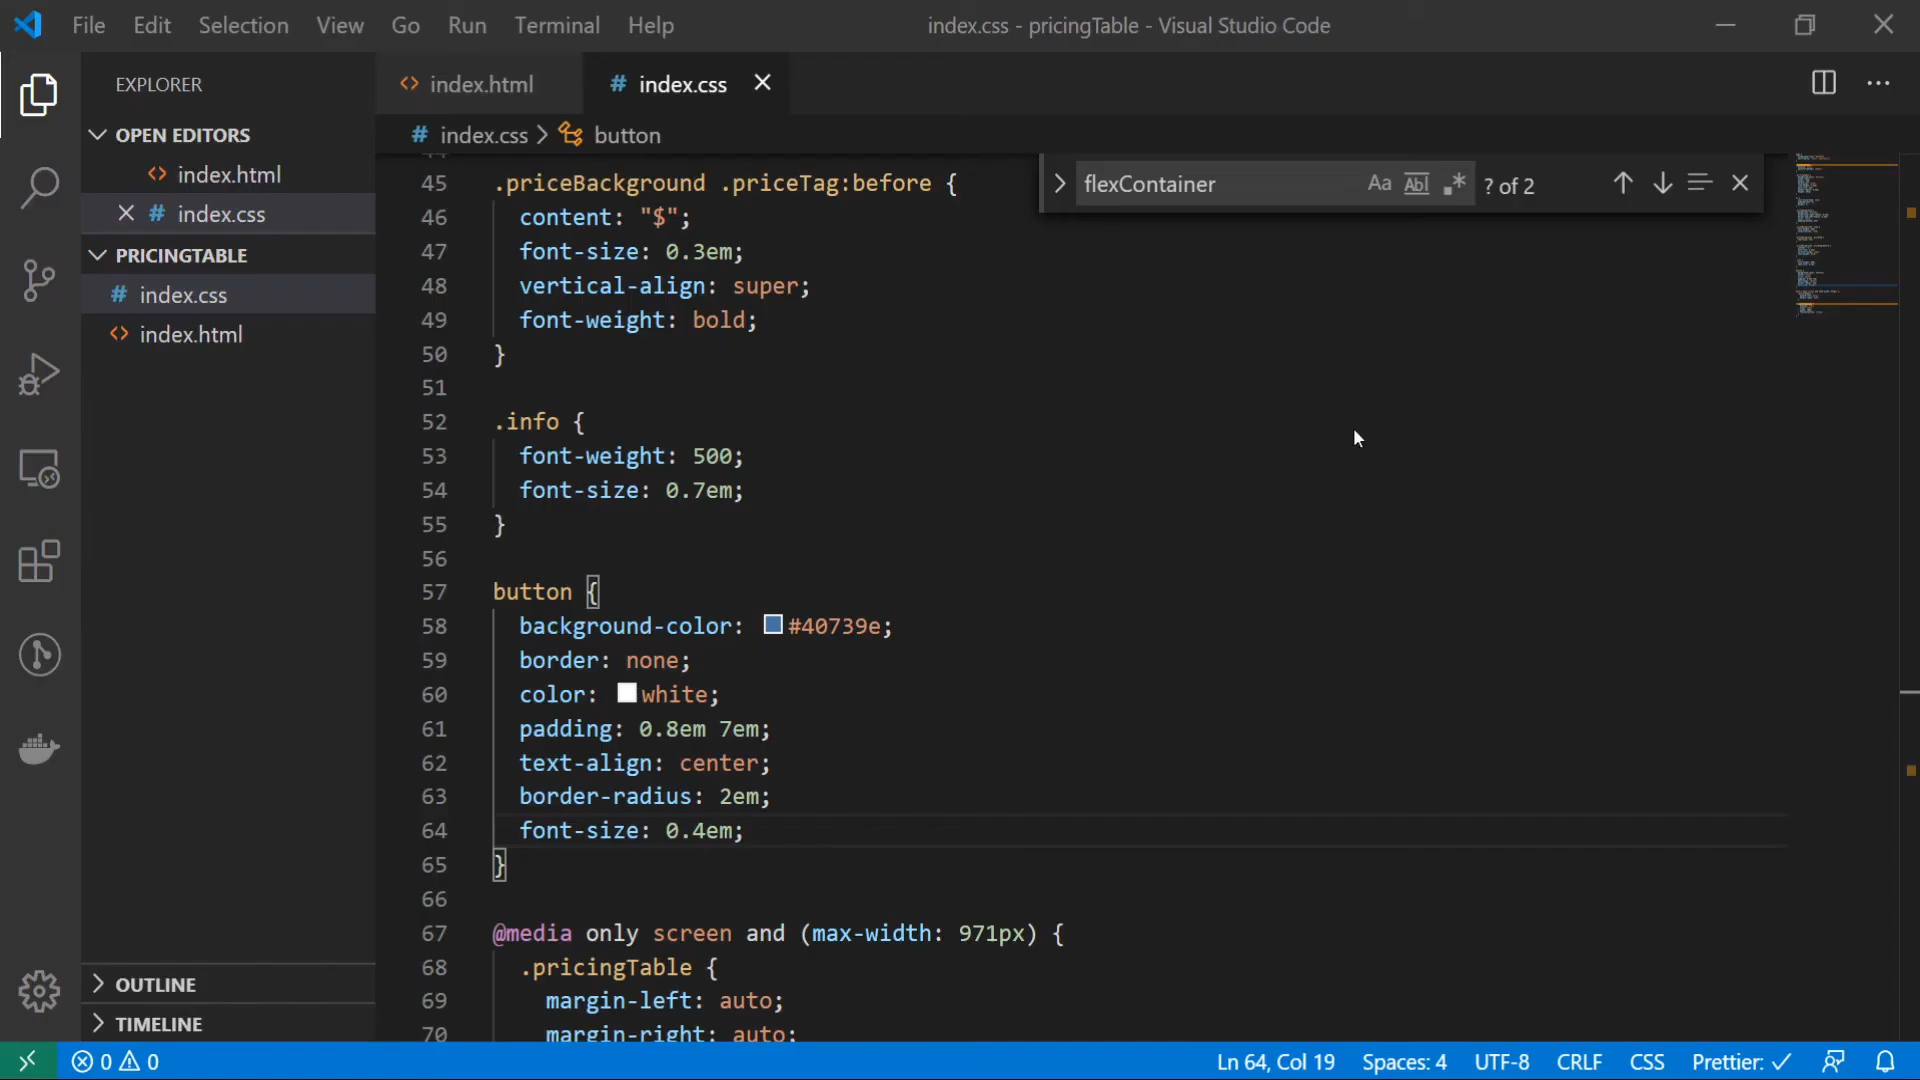 File Edit Selection View Go Run Terminal Help
index.css - pricingTable - Visual Studio Code
EXPLORER
OPEN EDITORS
index.html
index.css
PRICINGTABLE
# index.css
index.html
OUTLINE
TIMELINE
index.html
# index.css
# index.css > button
flexContainer Aa Abl .* ? of 2
45 .priceBackground .priceTag:before {
46 content: "$";
47 font-size: 0.3em;
48 vertical-align: super;
49 font-weight: bold;
50 }
51
52 .info {
53 font-weight: 500;
54 font-size: 0.7em;
55 }
56
57 button {
58 background-color: #40739e;
59 border: none;
60 color: white;
61 padding: 0.8em 7em;
62 text-align: center;
63 border-radius: 2em;
64 font-size: 0.4em;
65 }
66
67 @media only screen and (max-width: 971px) {
68 .pricingTable {
69 margin-left: auto;
70 margin-right: auto;
0 0
Ln 64, Col 19 Spaces: 4 UTF-8 CRLF CSS Prettier: ✓